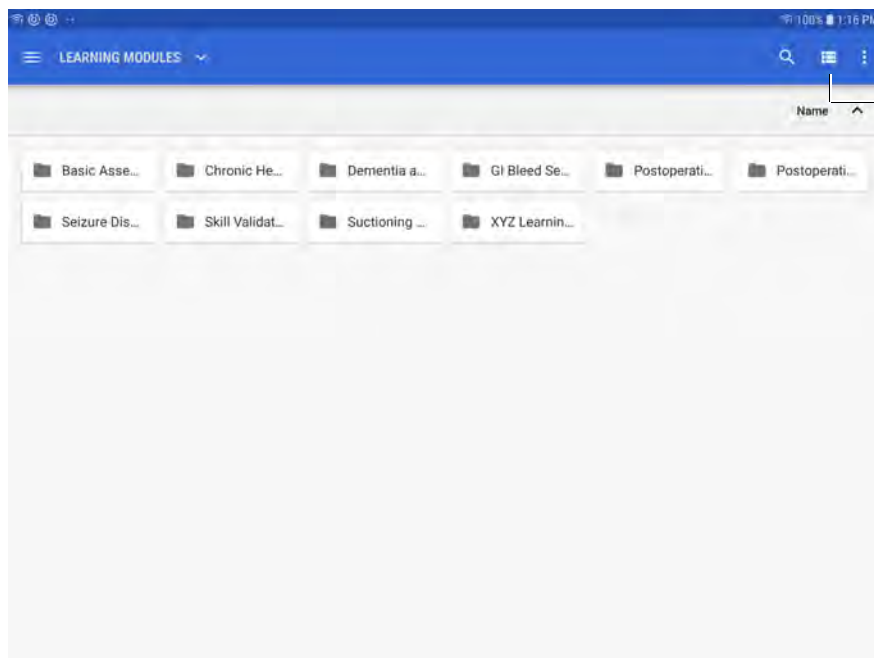 100% 1:16 PM
LEARNING MODULES
Name
Basic Asse... Chronic He... Dementia a... GI Bleed Se... Postoperati... Postoperati...
Seizure Dis... Skill Validat... Suctioning ... XYZ Learnin...